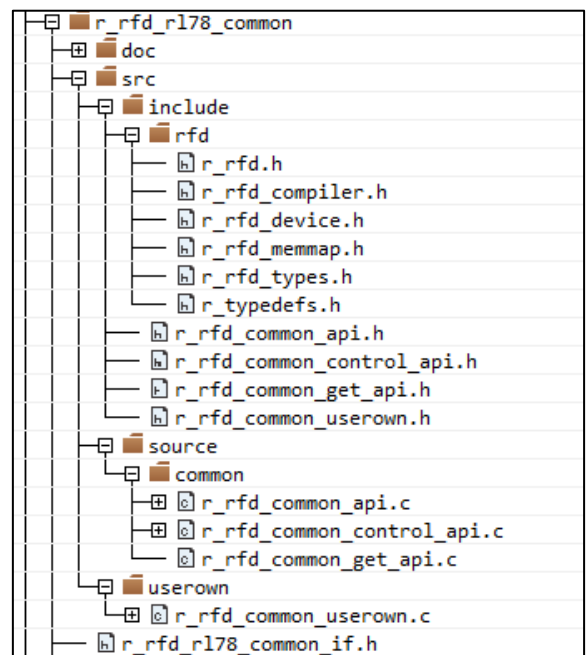 r_rfd_rl78_common
doc
src
include
rfd
r_rfd.h
r_rfd_compiler.h
r_rfd_device.h
r_rfd_memmap.h
r_rfd_types.h
r_typedefs.h
r_rfd_common_api.h
r_rfd_common_control_api.h
r_rfd_common_get_api.h
r_rfd_common_userown.h
source
common
r_rfd_common_api.c
r_rfd_common_control_api.c
r_rfd_common_get_api.c
userown
r_rfd_common_userown.c
r_rfd_rl78_common_if.h